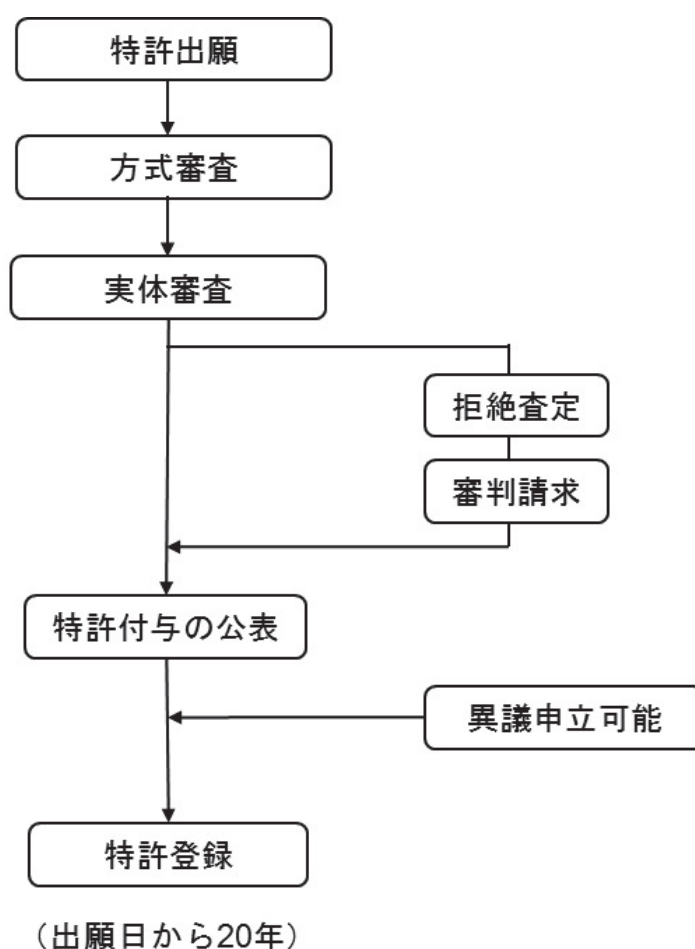 特許出願
方式審査
実体審査
拒絶査定
審判請求
特許付与の公表
異議申立可能
特許登録
（出願日から20年）